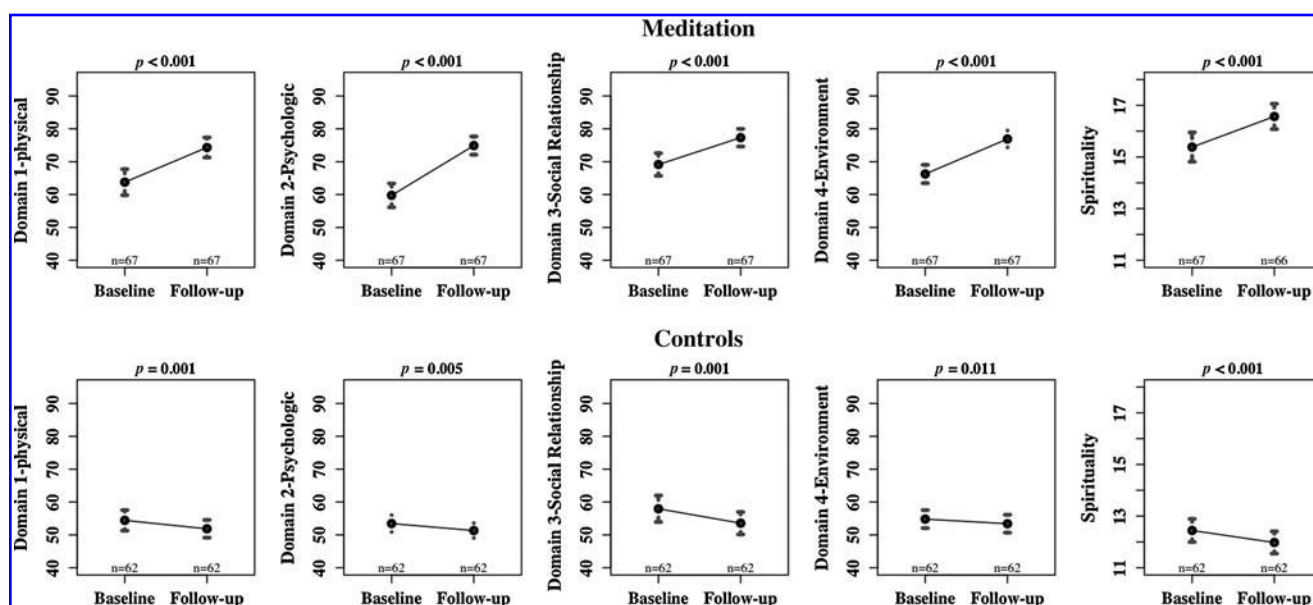 Meditation
p < 0.001
p < 0.001
p < 0.001
p < 0.001
p < 0.001
Domain 1-physical
90
80
70
60
50
40
n=67
n=67
Baseline
Follow-up
Domain 2-Psychologic
90
80
70
60
50
40
n=67
n=67
Baseline
Follow-up
Domain 3-Social Relationship
90
80
70
60
50
40
n=67
n=67
Baseline
Follow-up
Domain 4-Environment
90
80
70
60
50
40
n=67
n=67
Baseline
Follow-up
Spirituality
17
15
13
11
n=67
n=66
Baseline
Follow-up
Controls
p = 0.001
p = 0.005
p = 0.001
p = 0.011
p < 0.001
Domain 1-physical
90
80
70
60
50
40
n=62
n=62
Baseline
Follow-up
Domain 2-Psychologic
90
80
70
60
50
40
n=62
n=62
Baseline
Follow-up
Domain 3-Social Relationship
90
80
70
60
50
40
n=62
n=62
Baseline
Follow-up
Domain 4-Environment
90
80
70
60
50
40
n=62
n=62
Baseline
Follow-up
Spirituality
17
15
13
11
n=62
n=62
Baseline
Follow-up